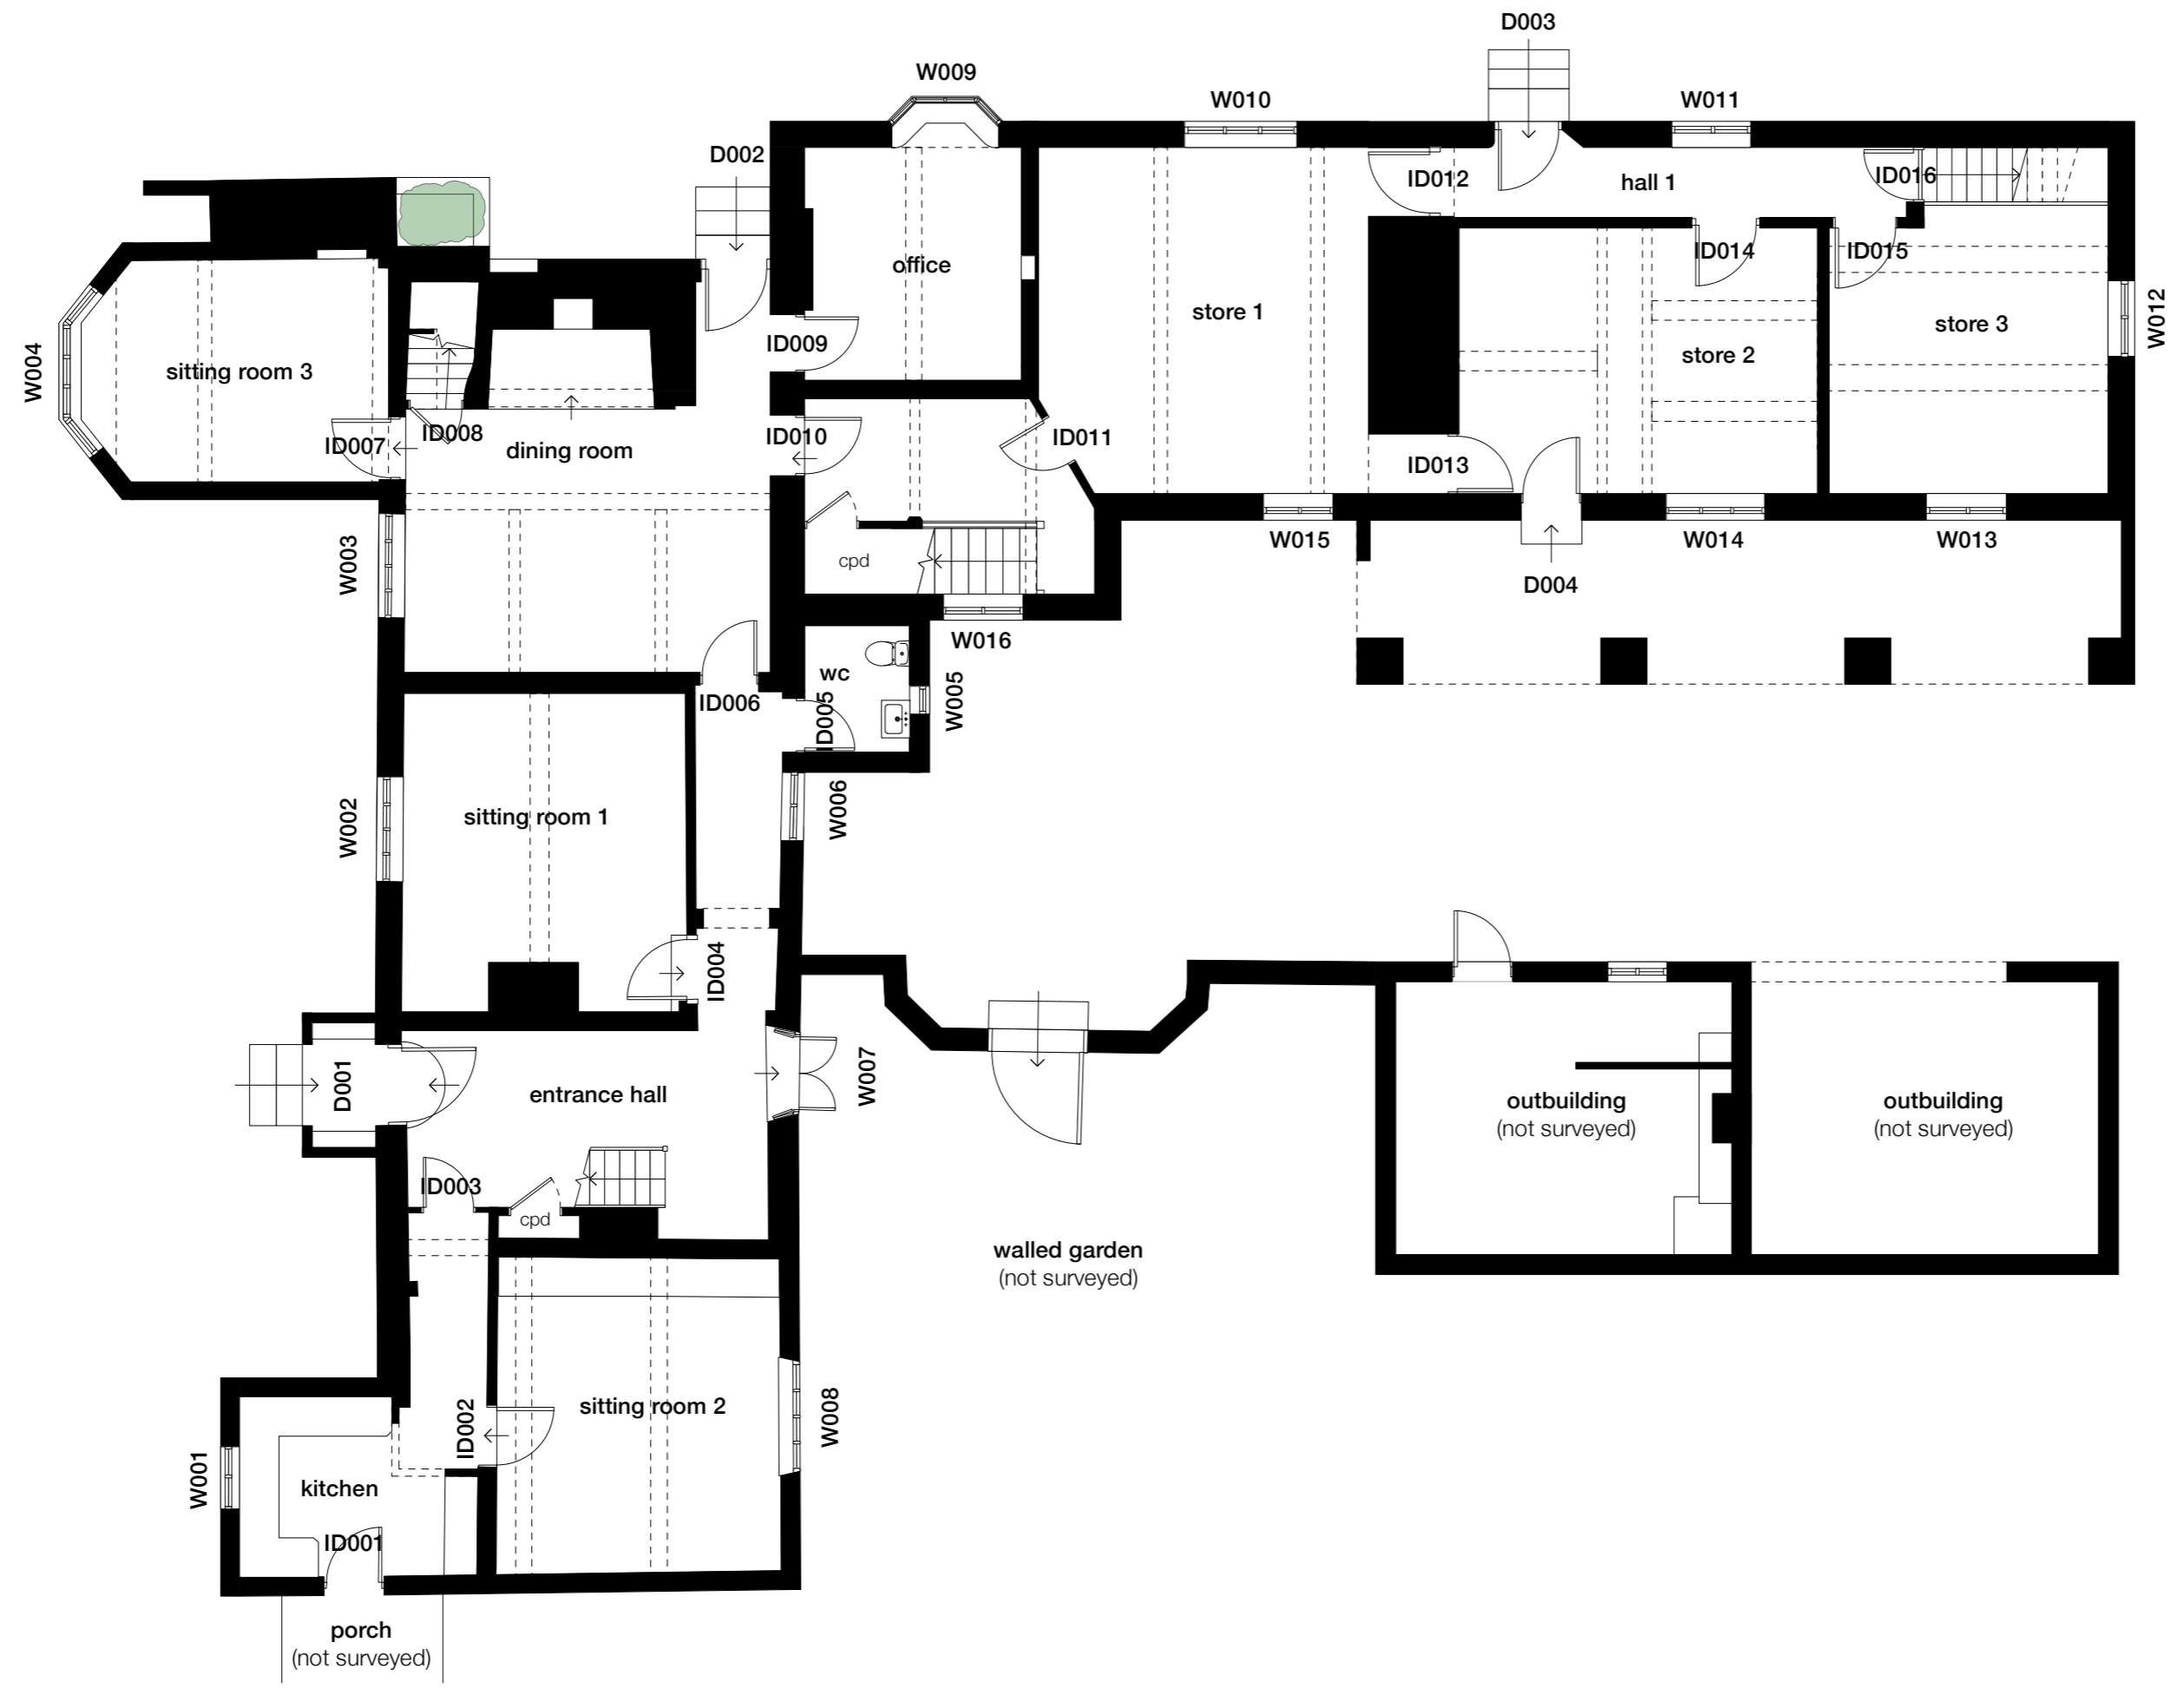 D003
W009
W010
W011
D002
ID012
hall 1
ID016
ID014
ID015
office
store 1
store 2
store 3
W012
ID009
W004
sitting room 3
ID007
ID008
dining room
ID010
ID011
ID013
W003
cpd
W015
W014
W013
D004
W016
wc
ID005
W005
ID006
sitting room 1
W002
W006
ID004
D001
entrance hall
W007
outbuilding
(not surveyed)
outbuilding
(not surveyed)
ID003
cpd
walled garden
(not surveyed)
sitting room 2
ID002
W008
W001
kitchen
ID001
porch
(not surveyed)